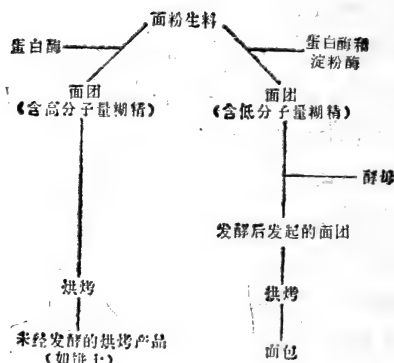 面粉生料
蛋白酶
蛋白酶和
淀粉酶
面团
(含高分子量糊精)
面团
(含低分子量糊精)
酵母
发酵后发起的面团
烘烤
烘烤
未经发酵的烘烤产品
(如饼干)
面包